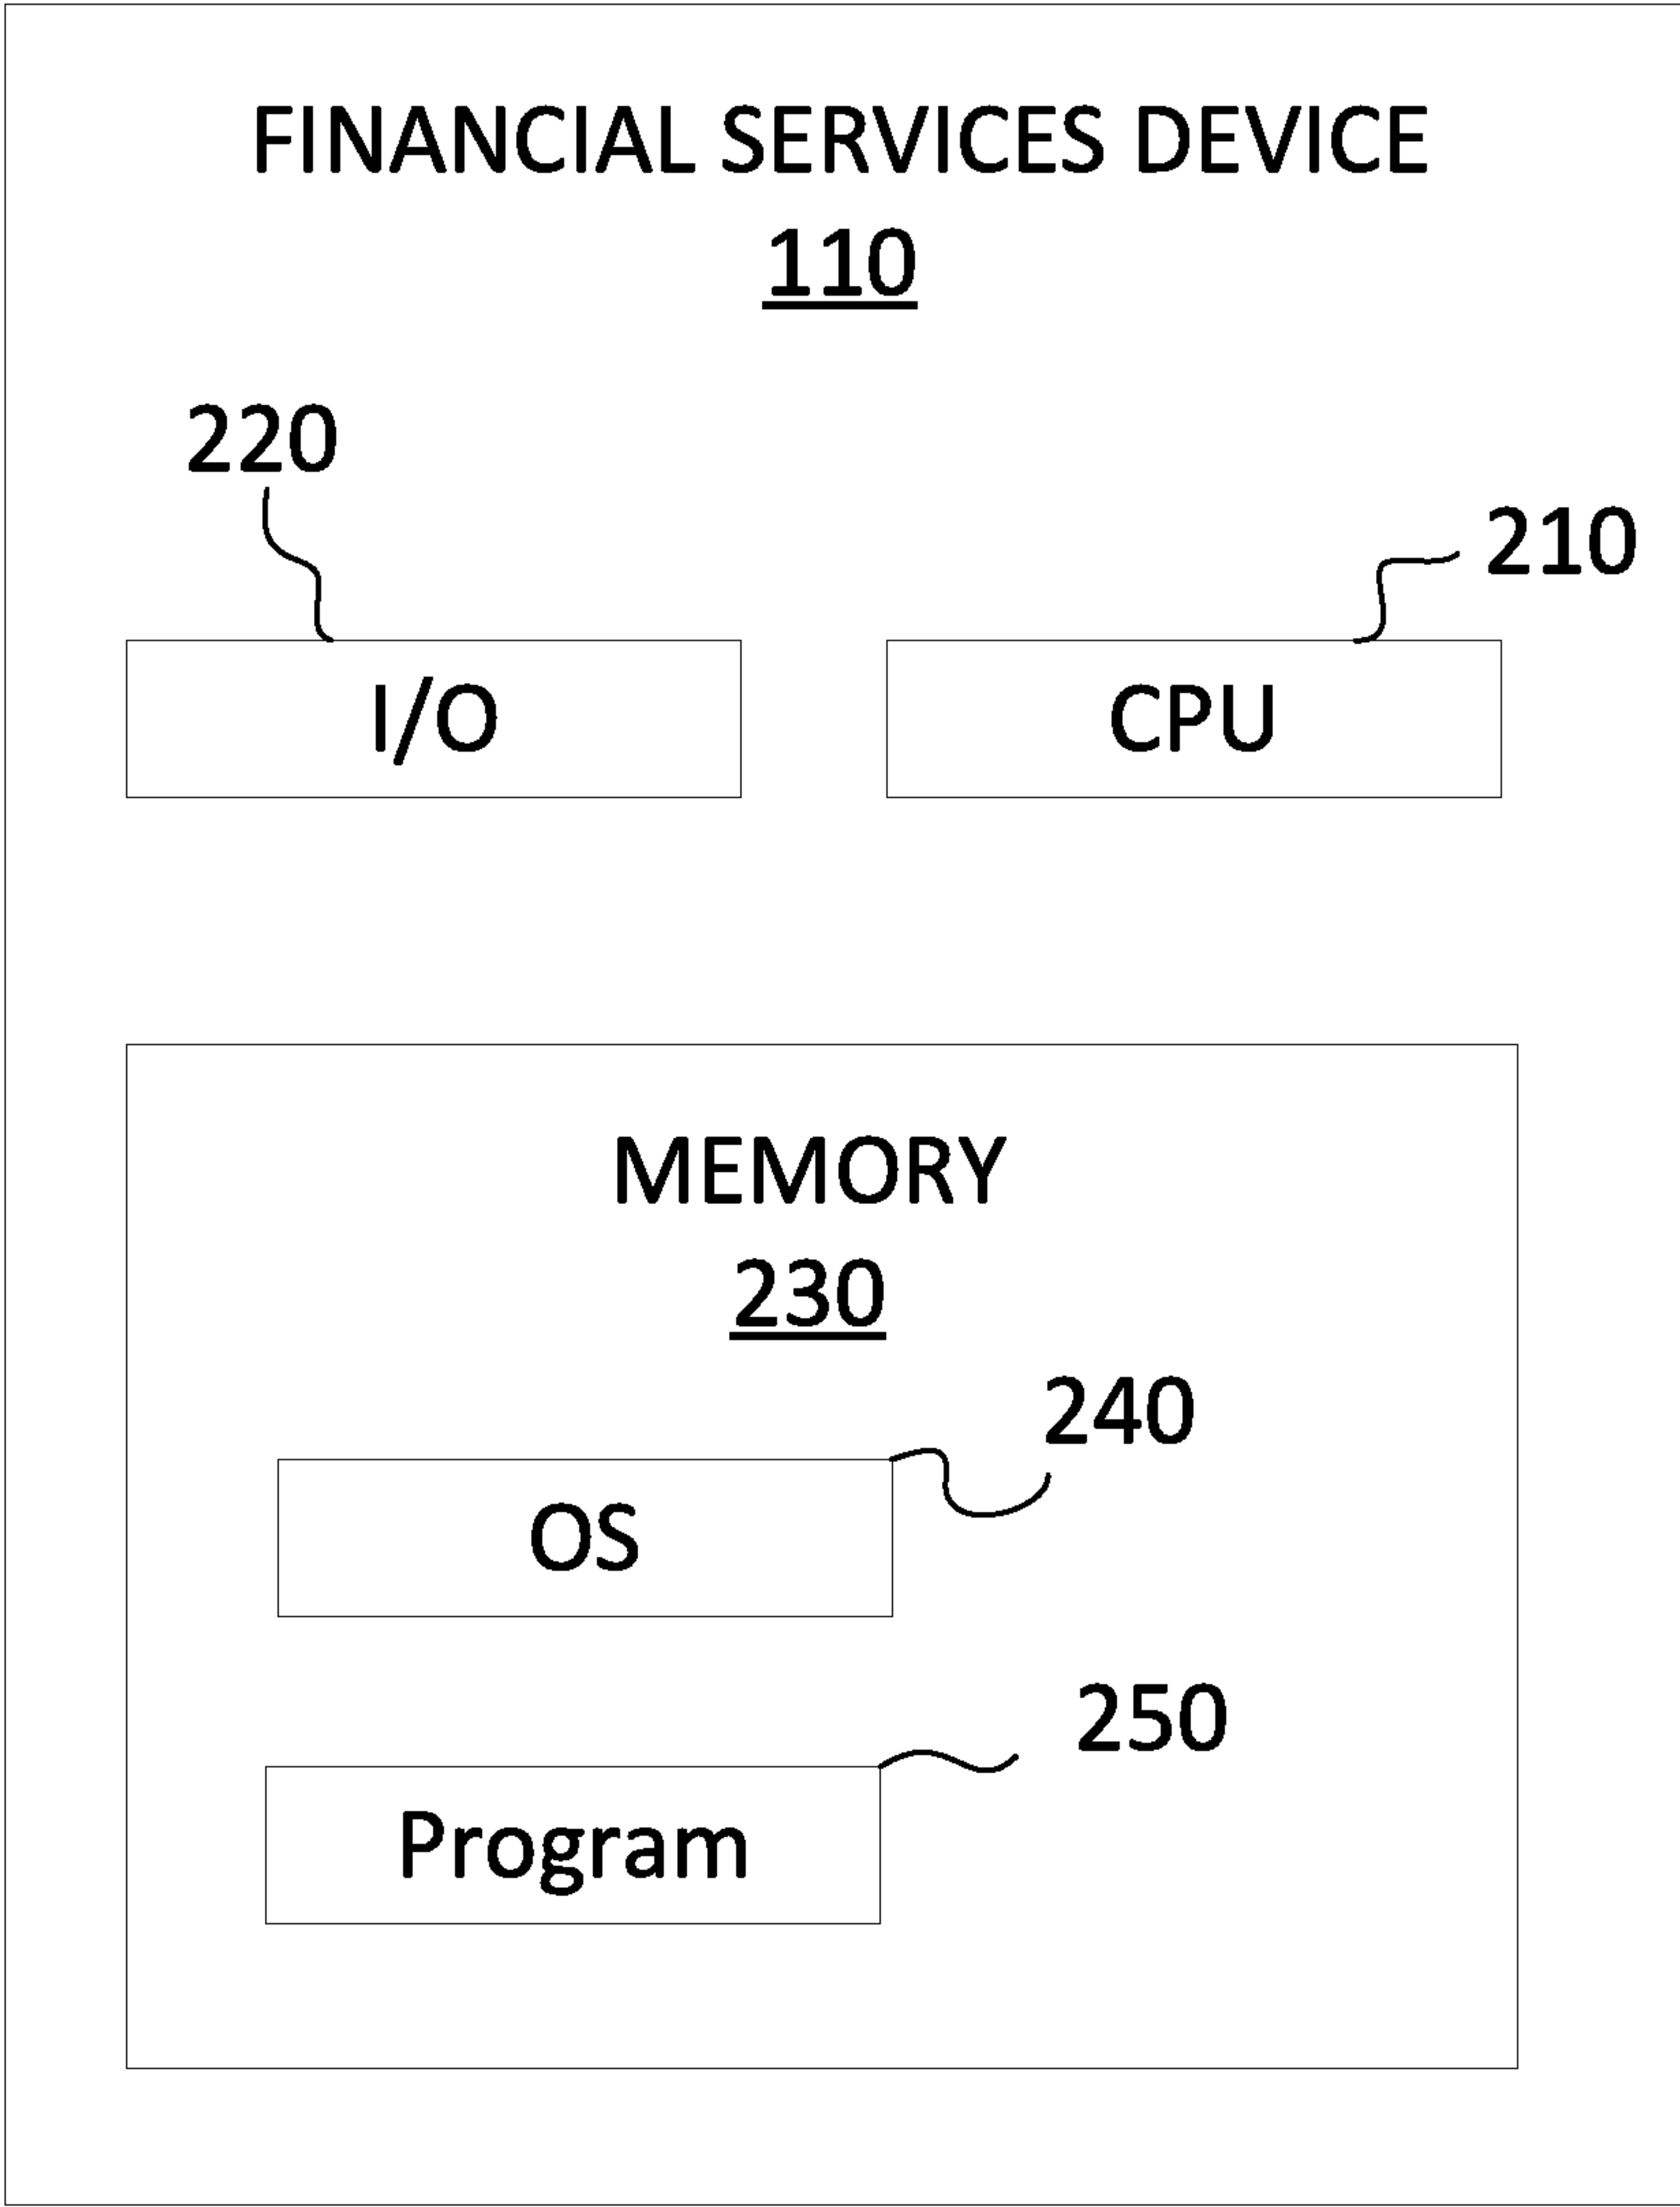 FINANCIAL SERVICES DEVICE
110
220
210
I/O
CPU
MEMORY
230
240
OS
250
Program